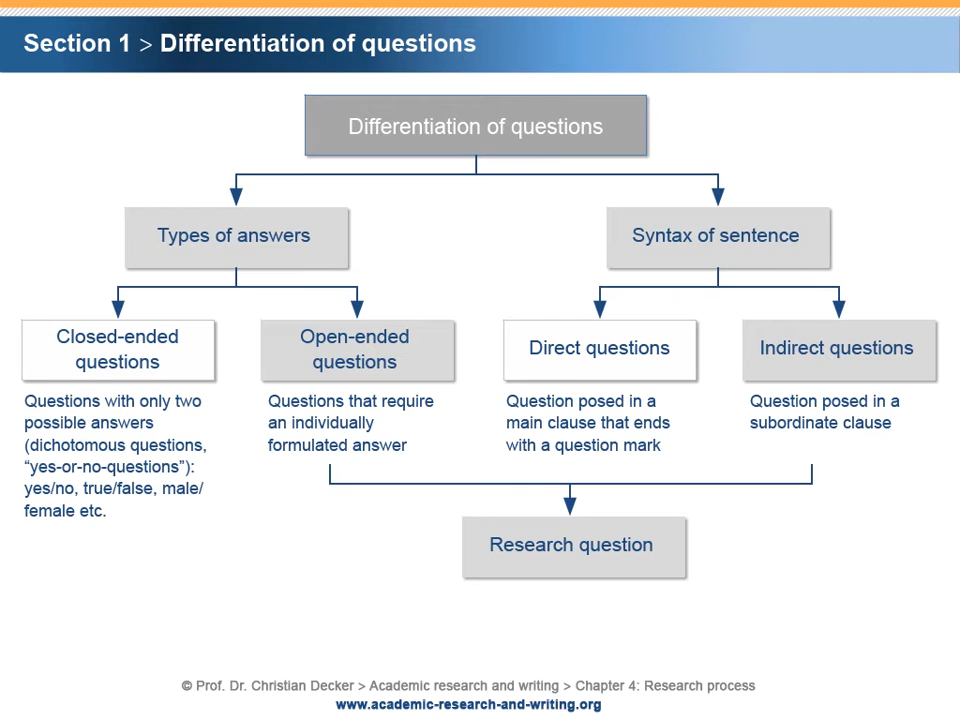 Section 1 > Differentiation of questions
Differentiation of questions
Types of answers
Syntax of sentence
Closed-ended
questions
Open-ended
questions
Direct questions
Indirect questions
Questions with only two
possible answers
(dichotomous questions,
“yes-or-no-questions”):
yes/no, true/false, male/
female etc.
Questions that require
an individually
formulated answer
Question posed in a
main clause that ends
with a question mark
Question posed in a
subordinate clause
Research question
© Prof. Dr. Christian Decker > Academic research and writing > Chapter 4: Research process
www.academic-research-and-writing.org